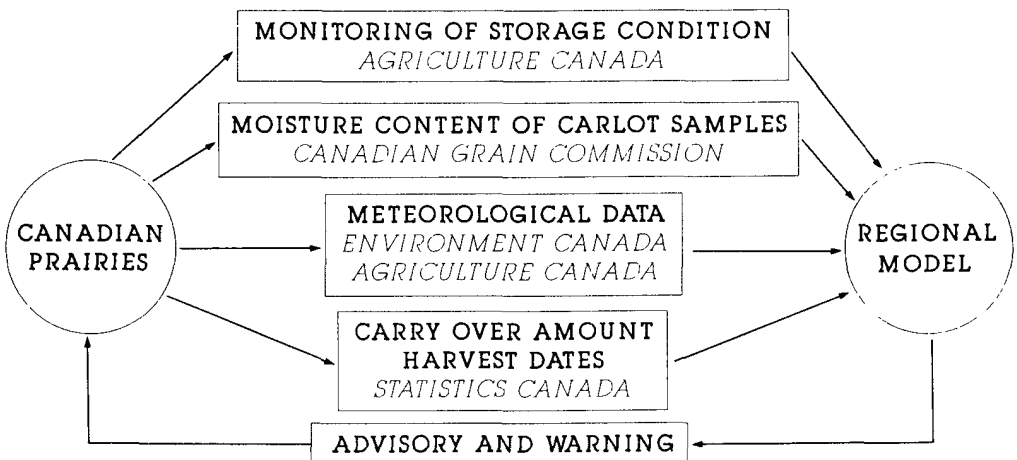 MONITORING OF STORAGE CONDITION
AGRICULTURE CANADA
MOISTURE CONTENT OF CARLOT SAMPLES
CANADIAN GRAIN COMMISSION
CANADIAN
PRAIRIES
METEOROLOGICAL DATA
ENVIRONMENT CANADA
AGRICULTURE CANADA
REGIONAL
MODEL
CARRY OVER AMOUNT
HARVEST DATES
STATISTICS CANADA
ADVISORY AND WARNING